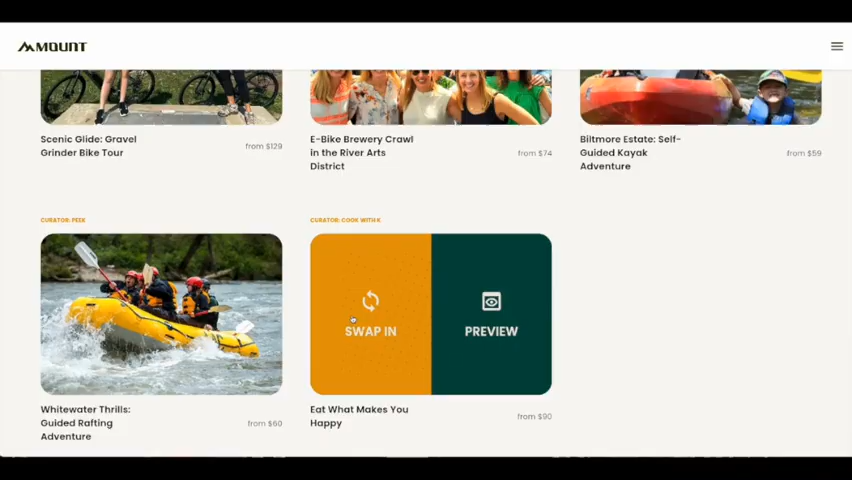 MOUNT
Scenic Glide: Gravel
Grinder Bike Tour
from $129
E-Bike Brewery Crawl
in the River Arts
District
from $74
Biltmore Estate: Self-
Guided Kayak
Adventure
from $59
CURATOR: PEEK
CURATOR: COOK WITH K
SWAP IN
PREVIEW
Whitewater Thrills:
Guided Rafting
Adventure
from $60
Eat What Makes You
Happy
from $90